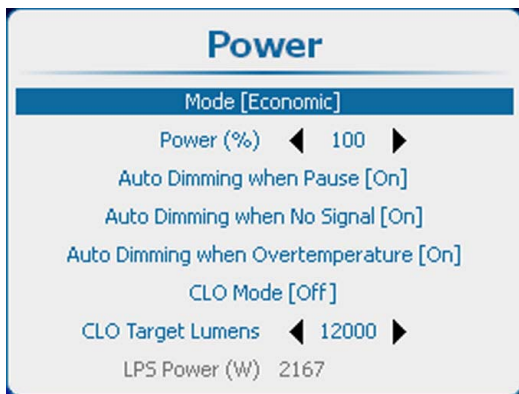 Power
Mode [Economic]
Power (%) 100
Auto Dimming when Pause [On]
Auto Dimming when No Signal [On]
Auto Dimming when Overtemperature [On]
CLO Mode [Off]
CLO Target Lumens 12000
LPS Power (W) 2167